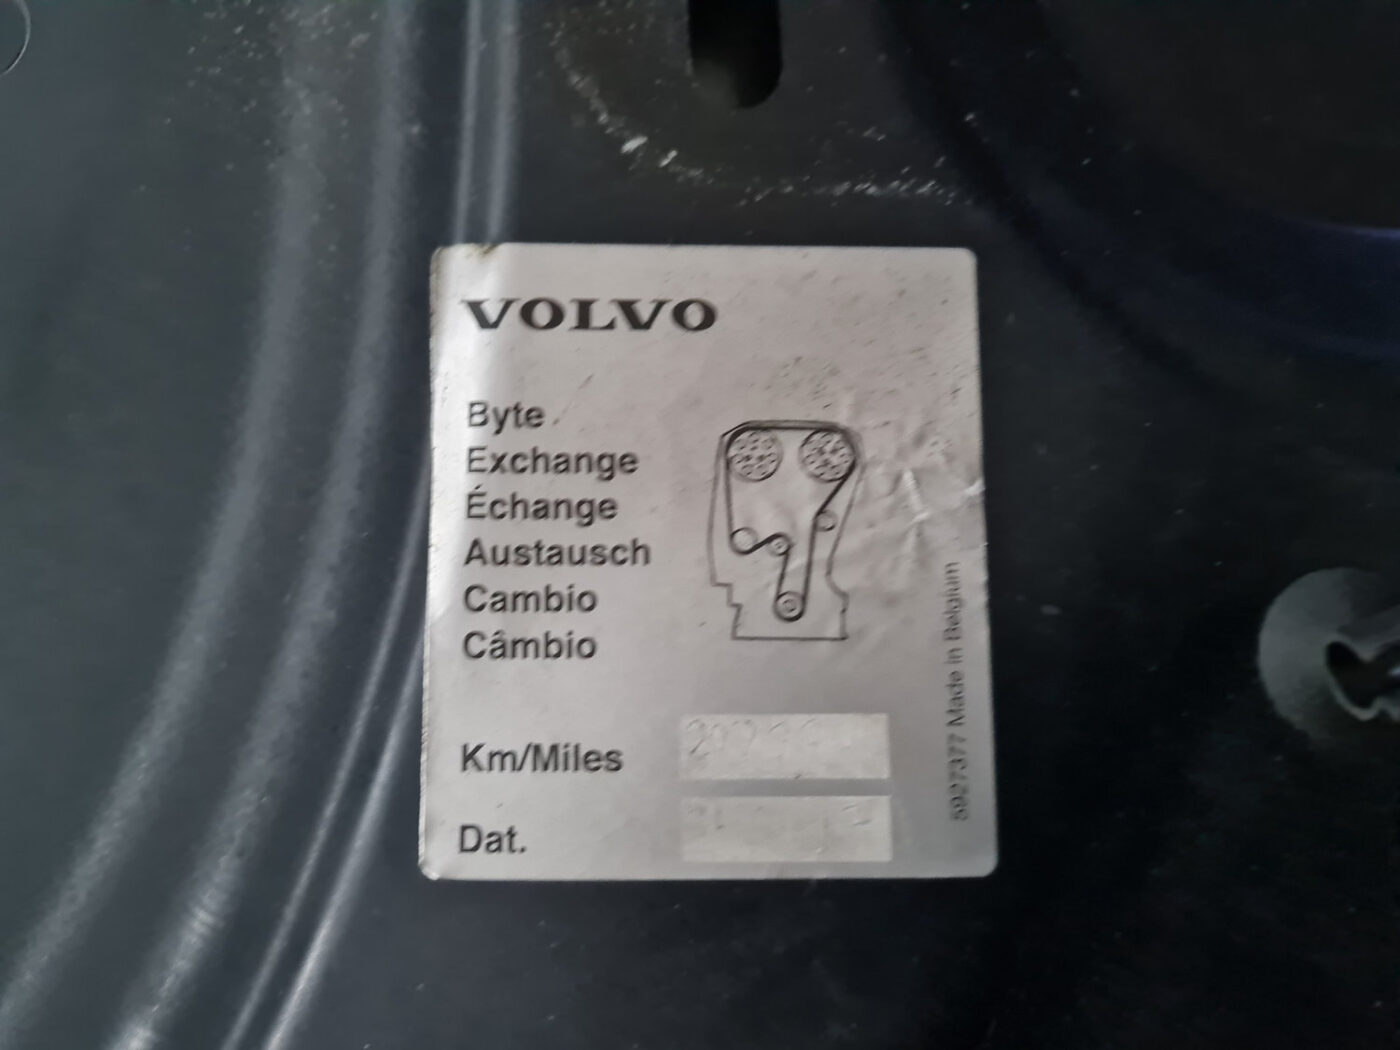 VOLVO
Byte
Exchange
Échange
Austausch
Cambio
Câmbio
Km/Miles
Dat.
5927377 Made in Belgium